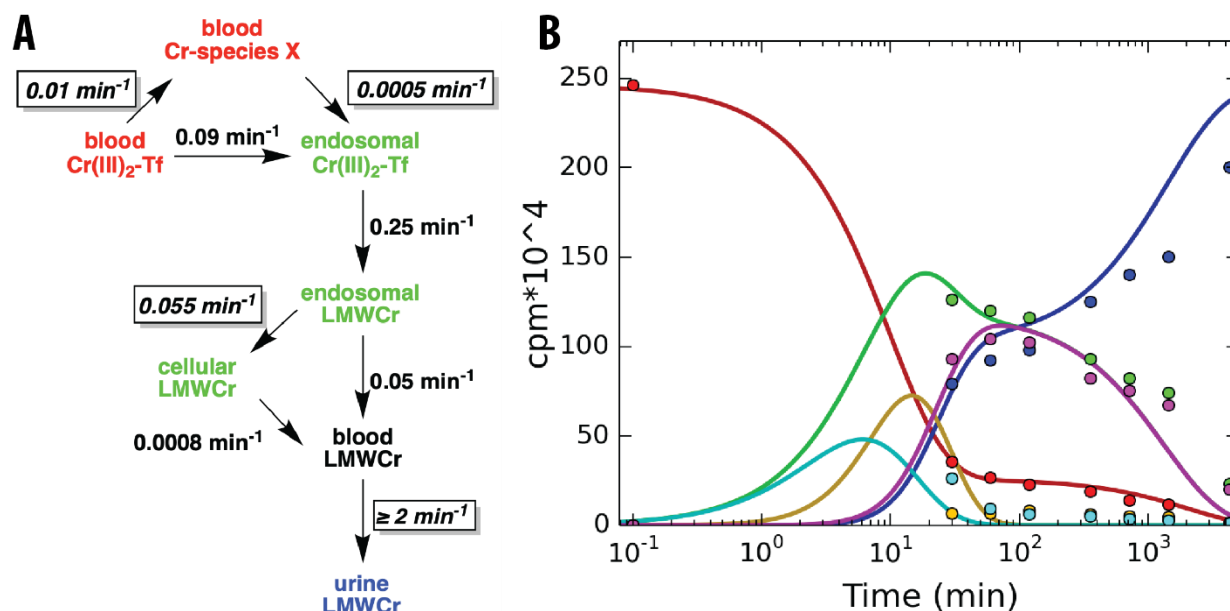 A
blood
Cr-species X
0.01 min⁻¹
0.0005 min⁻¹
blood
Cr(III)₂-Tf
0.09 min⁻¹
endosomal
Cr(III)₂-Tf
0.25 min⁻¹
endosomal
LMWCr
0.055 min⁻¹
cellular
LMWCr
0.05 min⁻¹
0.0008 min⁻¹
blood
LMWCr
≥ 2 min⁻¹
urine
LMWCr
B
cpm*10^4
250
200
150
100
50
0
10⁻¹
10⁰
10¹
10²
10³
Time (min)